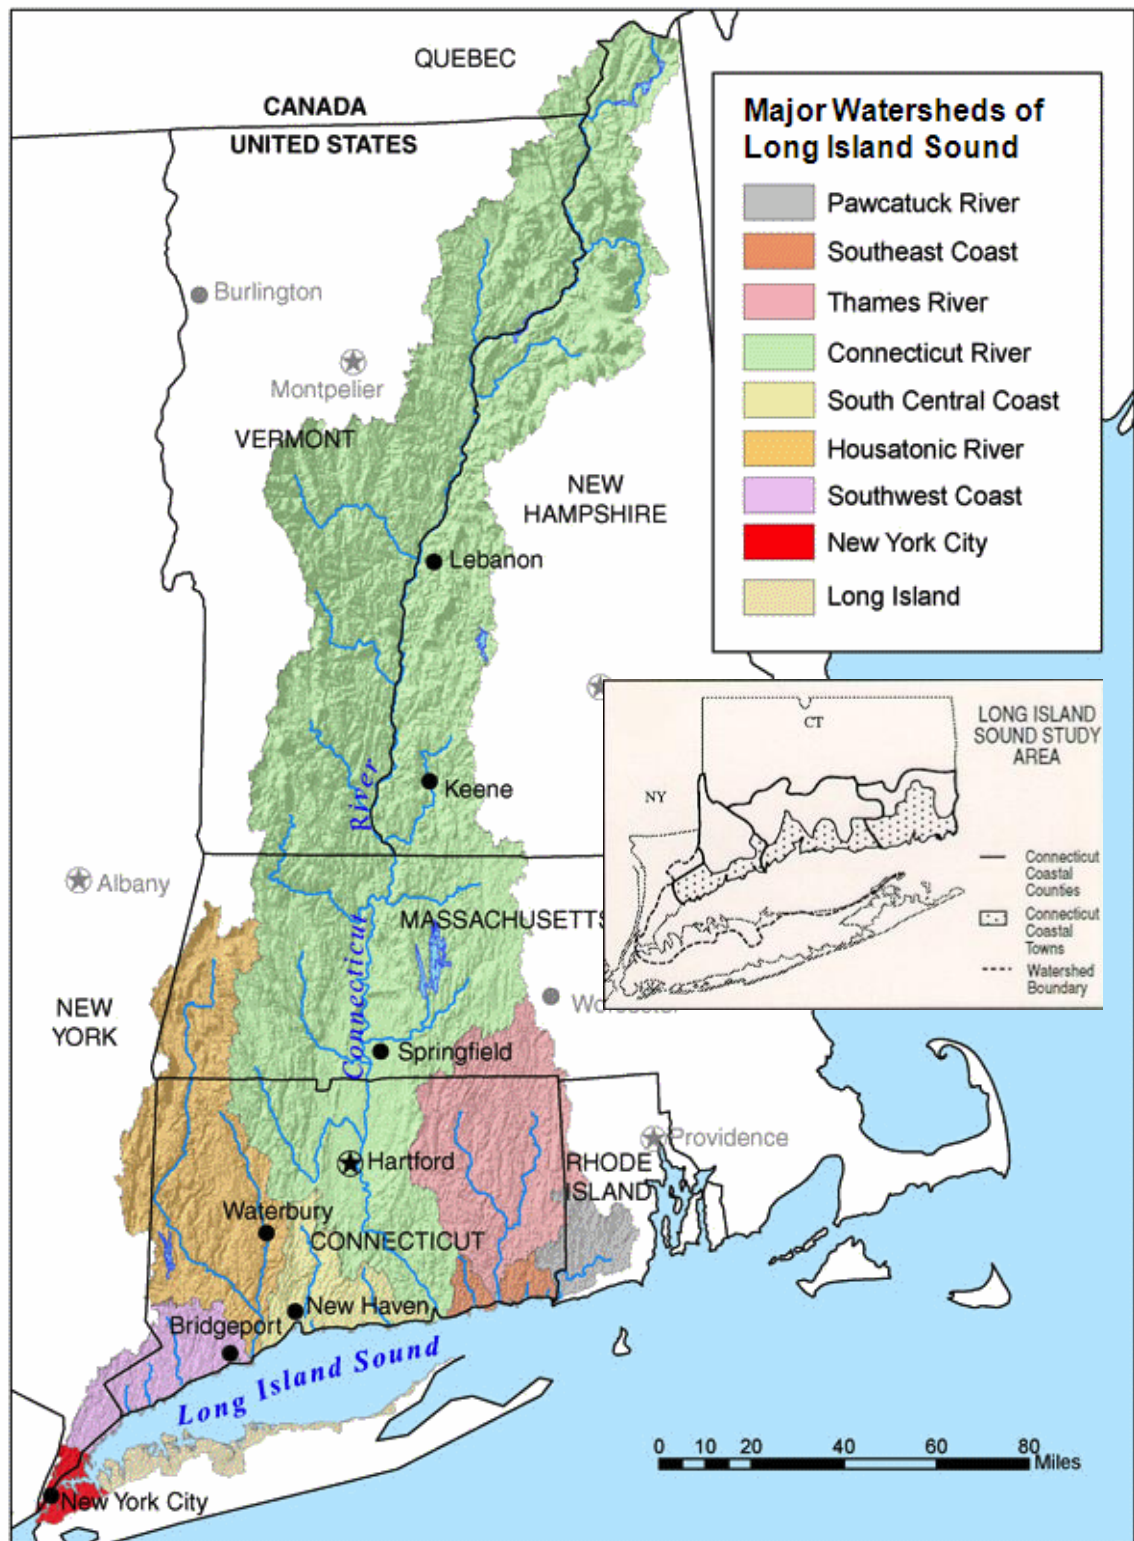 QUEBEC
CANADA
UNITED STATES
Major Watersheds of
Long Island Sound
Pawcatuck River
Southeast Coast
Thames River
Connecticut River
South Central Coast
Housatonic River
Southwest Coast
New York City
Long Island
Burlington
Montpelier
VERMONT
NEW
HAMPSHIRE
Lebanon
Keene
Connecticut River
Albany
MASSACHUSETTS
NEW
YORK
Springfield
LONG ISLAND
SOUND STUDY
AREA
CT
NY
Connecticut
Coastal
Counties
Connecticut
Coastal
Towns
Watershed
Boundary
Providence
RHODE
ISLAND
Hartford
Waterbury
CONNECTICUT
New Haven
Bridgeport
Long Island Sound
New York City
0 10 20 40 60 80
Miles